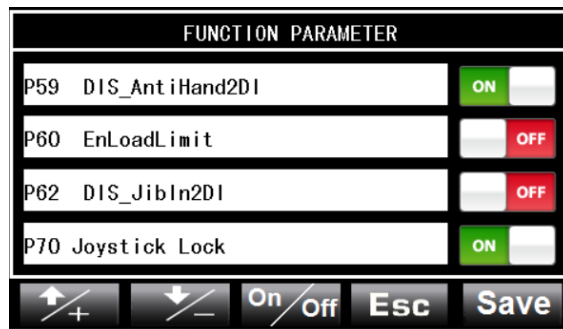 FUNCTION PARAMETER
P59 DIS_AntiHand2DI ON
P60 EnLoadLimit OFF
P62 DIS_JibIn2DI OFF
P70 Joystick Lock ON
/+ /- On/Off Esc Save